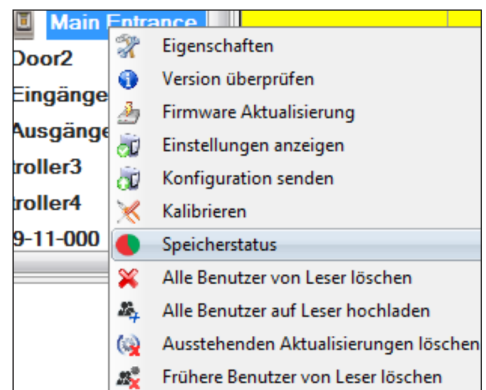 Main Entrance
Door2
Eingänge
Ausgänge
troller3
troller4
9-11-000
Eigenschaften
Version überprüfen
Firmware Aktualisierung
Einstellungen anzeigen
Konfiguration senden
Kalibrieren
Speicherstatus
Alle Benutzer von Leser löschen
Alle Benutzer auf Leser hochladen
Ausstehenden Aktualisierungen löschen
Frühere Benutzer von Leser löschen